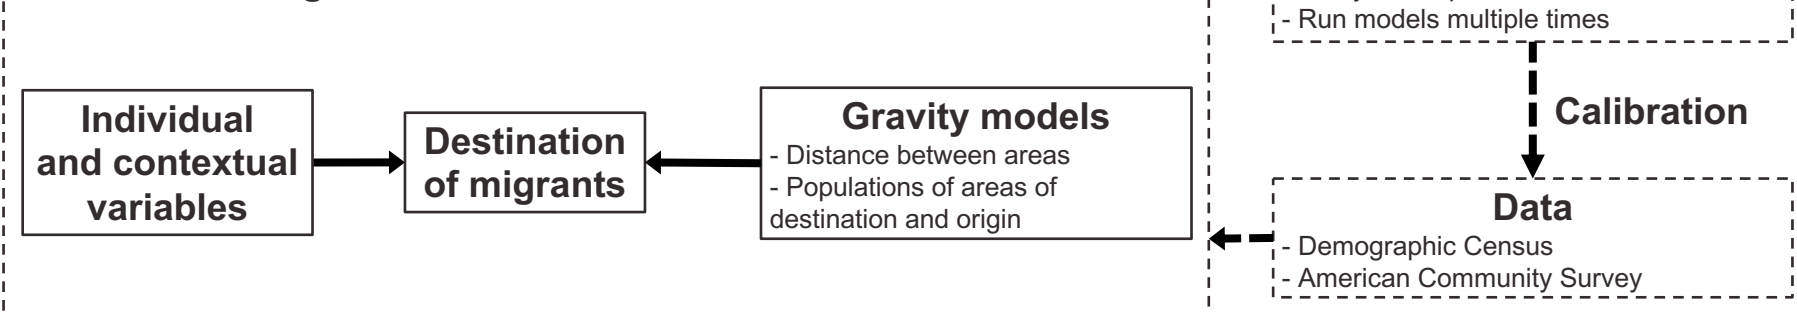 - Run models multiple times
Individual
and contextual
variables
Destination
of migrants
Gravity models
- Distance between areas
- Populations of areas of
destination and origin
Calibration
Data
- Demographic Census
- American Community Survey